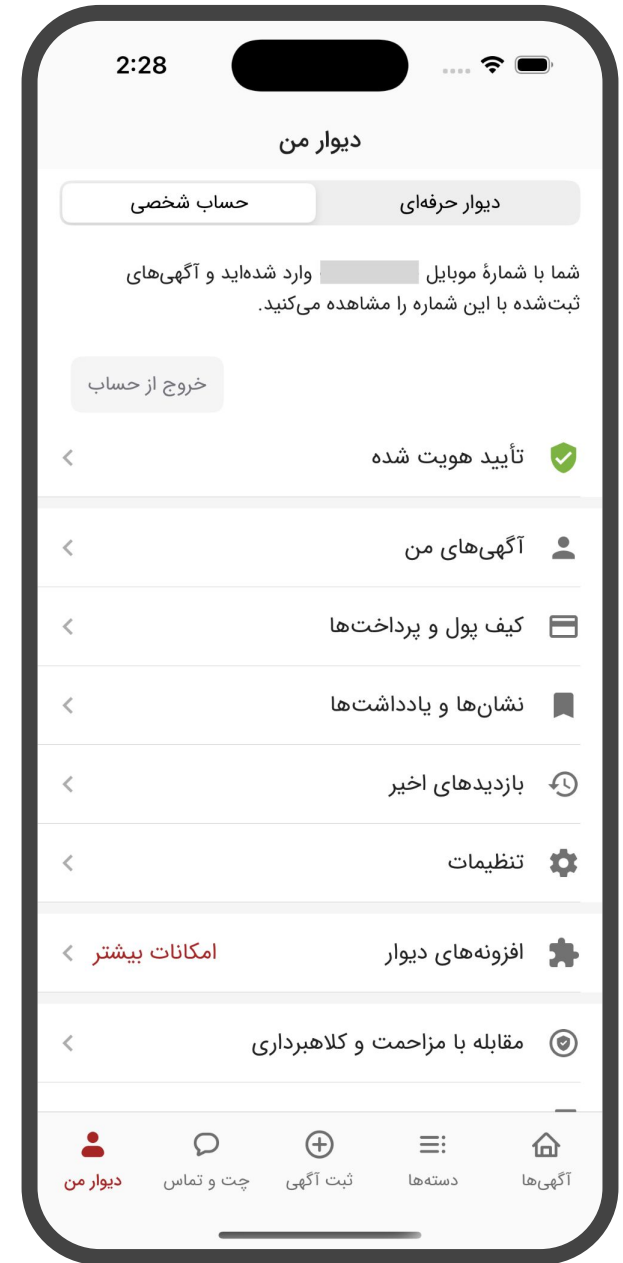 2:28
دیوار من
دیوار حرفه‌ای
حساب شخصی
شما با شمارهٔ موبایل وارد شده‌اید و آگهی‌های
ثبت‌شده با این شماره را مشاهده می‌کنید.
خروج از حساب
تأیید هویت شده
آگهی‌های من
کیف پول و پرداخت‌ها
نشان‌ها و یادداشت‌ها
بازدیدهای اخیر
تنظیمات
افزونه‌های دیوار
امکانات بیشتر
مقابله با مزاحمت و کلاهبرداری
آگهی‌ها
دسته‌ها
ثبت آگهی
چت و تماس
دیوار من